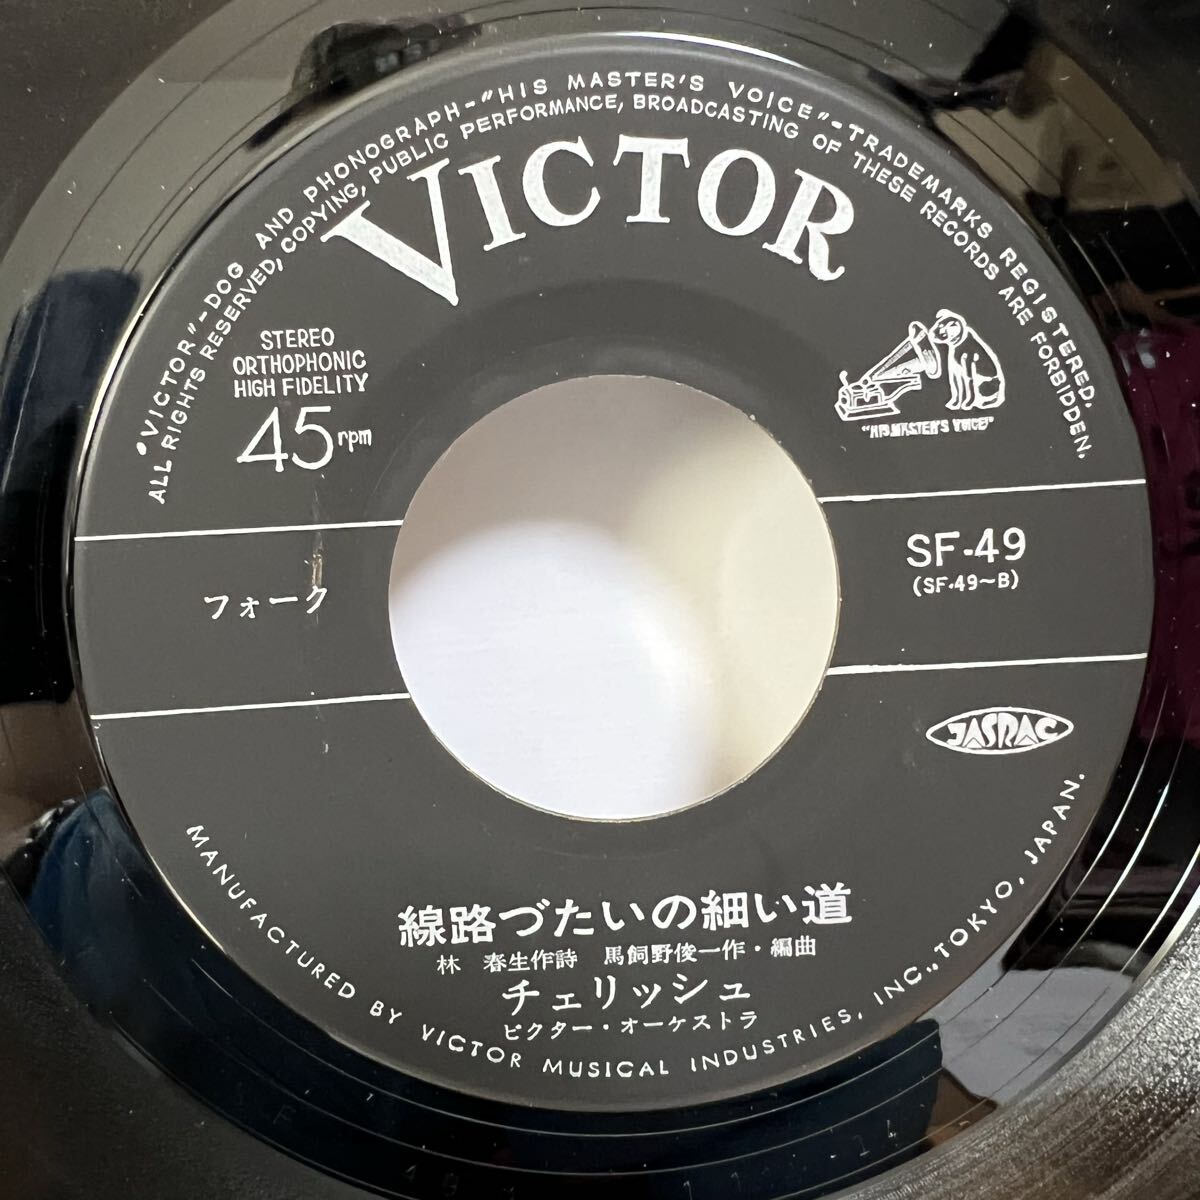 "VICTOR"-DOG AND PHONOGRAPH-"HIS MASTER'S VOICE"-TRADEMARKS REGISTERED.
ALL RIGHTS RESERVED, COPYING, PUBLIC PERFORMANCE, BROADCASTING OF THESE RECORDS ARE FORBIDDEN.
VICTOR
STEREO
ORTHOPHONIC
HIGH FIDELITY
45 rpm
"HIS MASTER'S VOICE"
フォーク
SF-49
(SF-49~B)
JASRAC
線路づたいの細い道
林 春生作詩 馬飼野俊一作・編曲
チェリッシュ
ビクター・オーケストラ
MANUFACTURED BY VICTOR MUSICAL INDUSTRIES, INC., TOKYO, JAPAN.